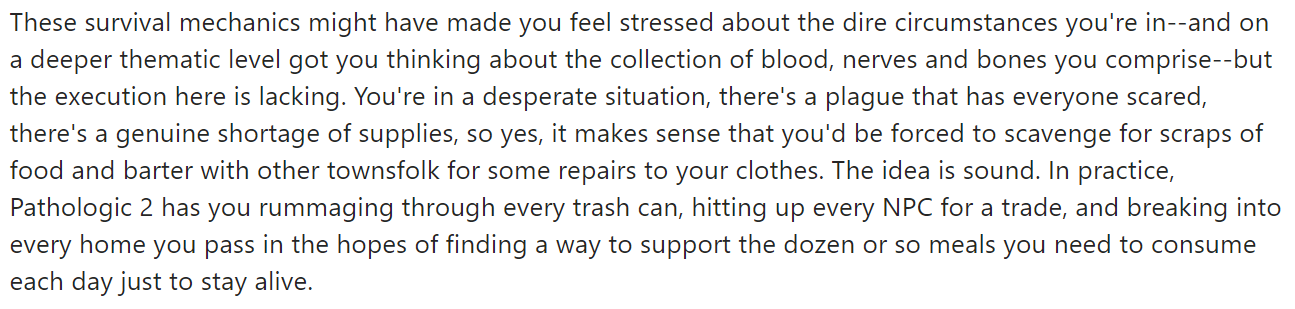 These survival mechanics might have made you feel stressed about the dire circumstances you're in--and on
a deeper thematic level got you thinking about the collection of blood, nerves and bones you comprise--but
the execution here is lacking. You're in a desperate situation, there's a plague that has everyone scared,
there's a genuine shortage of supplies, so yes, it makes sense that you'd be forced to scavenge for scraps of
food and barter with other townsfolk for some repairs to your clothes. The idea is sound. In practice,
Pathologic 2 has you rummaging through every trash can, hitting up every NPC for a trade, and breaking into
every home you pass in the hopes of finding a way to support the dozen or so meals you need to consume
each day just to stay alive.